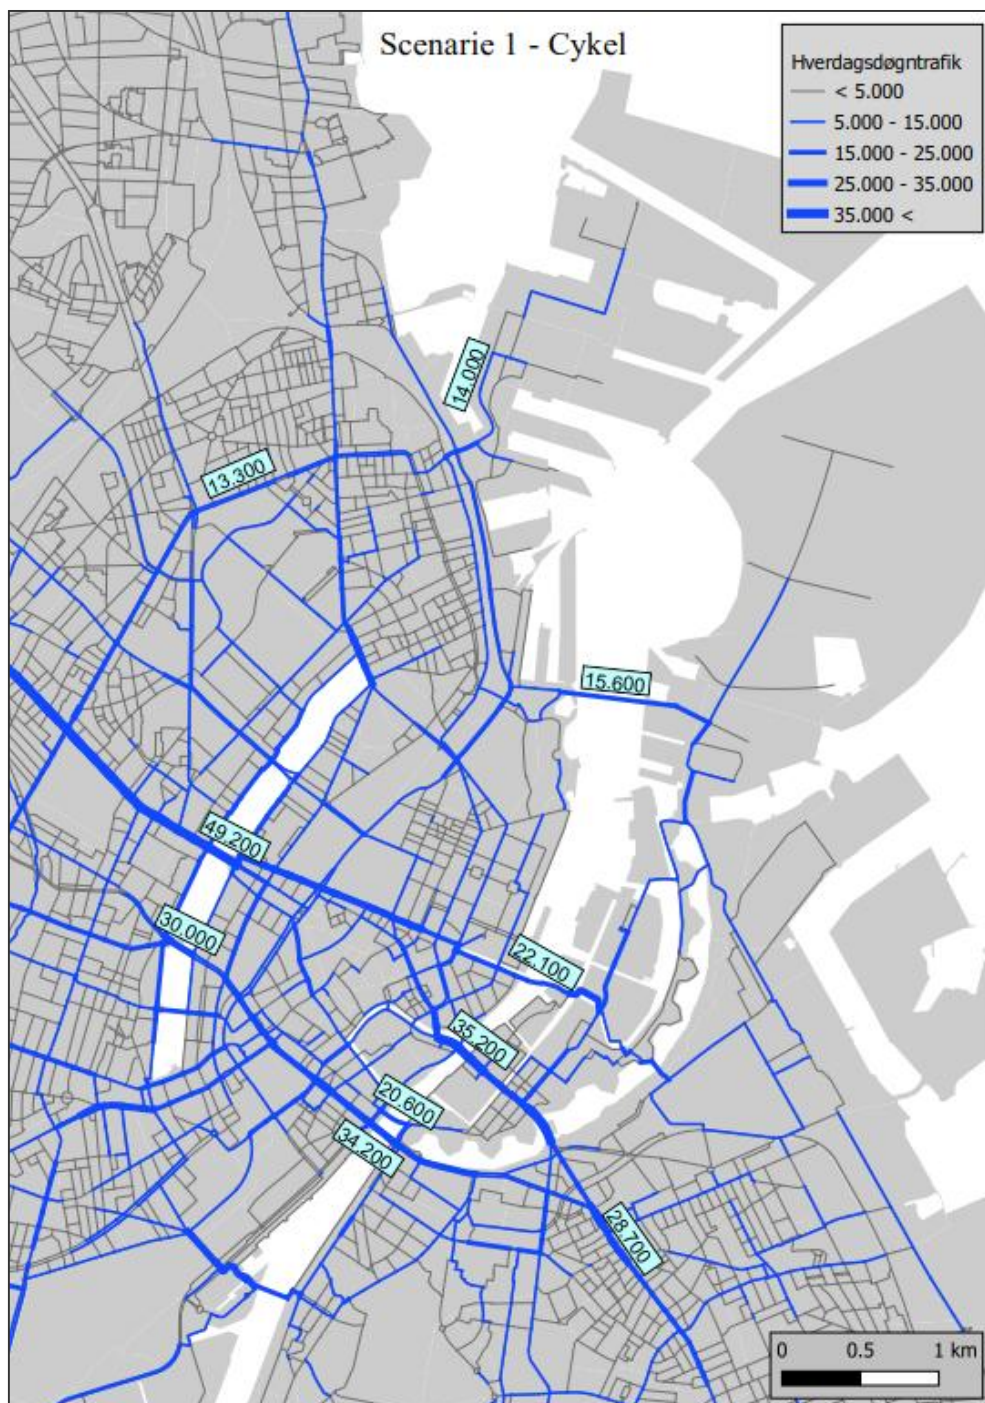 Scenarie 1 - Cykel
Hverdagsdøgntrafik
< 5.000
5.000 - 15.000
15.000 - 25.000
25.000 - 35.000
35.000 <
14.000
13.300
15.600
49.200
30.000
22.100
35.200
20.600
34.200
28.700
0 0.5 1 km